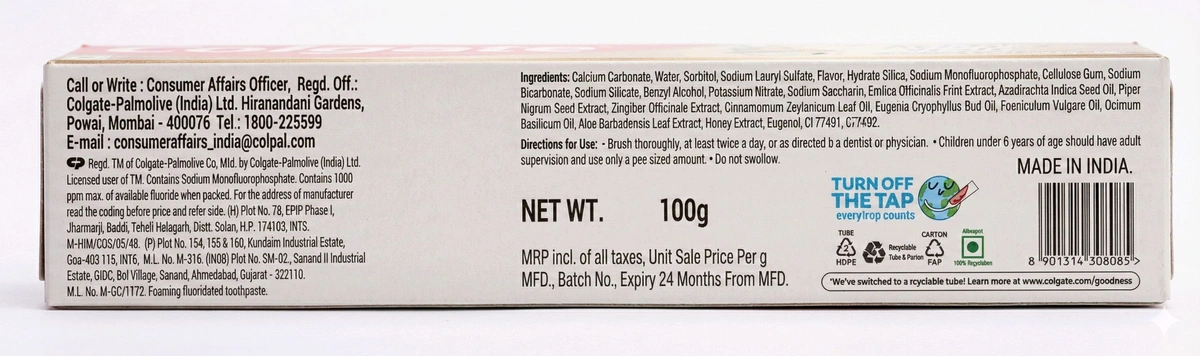 Colgate
Call or Write : Consumer Affairs Officer, Regd. Off.:
Colgate-Palmolive (India) Ltd. Hiranandani Gardens,
Powai, Mombai - 400076 Tel.: 1800-225599
E-mail : consumeraffairs_india@colpal.com
CP Regd. TM of Colgate-Palmolive Co, MId. by Colgate-Palmolive (India) Ltd.
Licensed user of TM. Contains Sodium Monofluorophosphate. Contains 1000
ppm max. of available fluoride when packed. For the address of manufacturer
read the coding before price and refer side. (H) Plot No. 78, EPIP Phase I,
Jharmarji, Baddi, Teheli Helagarh, Distt. Solan, H.P. 174103, INTS.
M-HIM/COS/05/48. (P) Plot No. 154, 155 & 160, Kundaim Industrial Estate,
Goa-403 115, INT6, M.L. No. M-316. (IN08) Plot No. SM-02., Sanand II Industrial
Estate, GIDC, Bol Village, Sanand, Ahmedabad, Gujarat - 322110.
M.L. No. M-GC/1172. Foaming fluoridated toothpaste.
Ingredients: Calcium Carbonate, Water, Sorbitol, Sodium Lauryl Sulfate, Flavor, Hydrate Silica, Sodium Monofluorophosphate, Cellulose Gum, Sodium
Bicarbonate, Sodium Silicate, Benzyl Alcohol, Potassium Nitrate, Sodium Saccharin, Emlica Officinalis Frint Extract, Azadirachta Indica Seed Oil, Piper
Nigrum Seed Extract, Zingiber Officinale Extract, Cinnamomum Zeylanicum Leaf Oil, Eugenia Cryophyllus Bud Oil, Foeniculum Vulgare Oil, Ocimum
Basilicum Oil, Aloe Barbadensis Leaf Extract, Honey Extract, Eugenol, CI 77491, C77492.
Directions for Use: • Brush thoroughly, at least twice a day, or as directed b a dentist or physician. • Children under 6 years of age should have adult
supervision and use only a pee sized amount. • Do not swollow.
MADE IN INDIA.
TURN OFF
THE TAP
everyIrop counts
NET WT. 100g
MRP incl. of all taxes, Unit Sale Price Per g
MFD., Batch No., Expiry 24 Months From MFD.
TUBE
2
HDPE
Recyclable
Tube & Parion
CARTON
FAP
100% Recyclaben
8 901314 308085 >
"We've switched to a rcyclable tube! Learn more at www.colgate.com/goodness